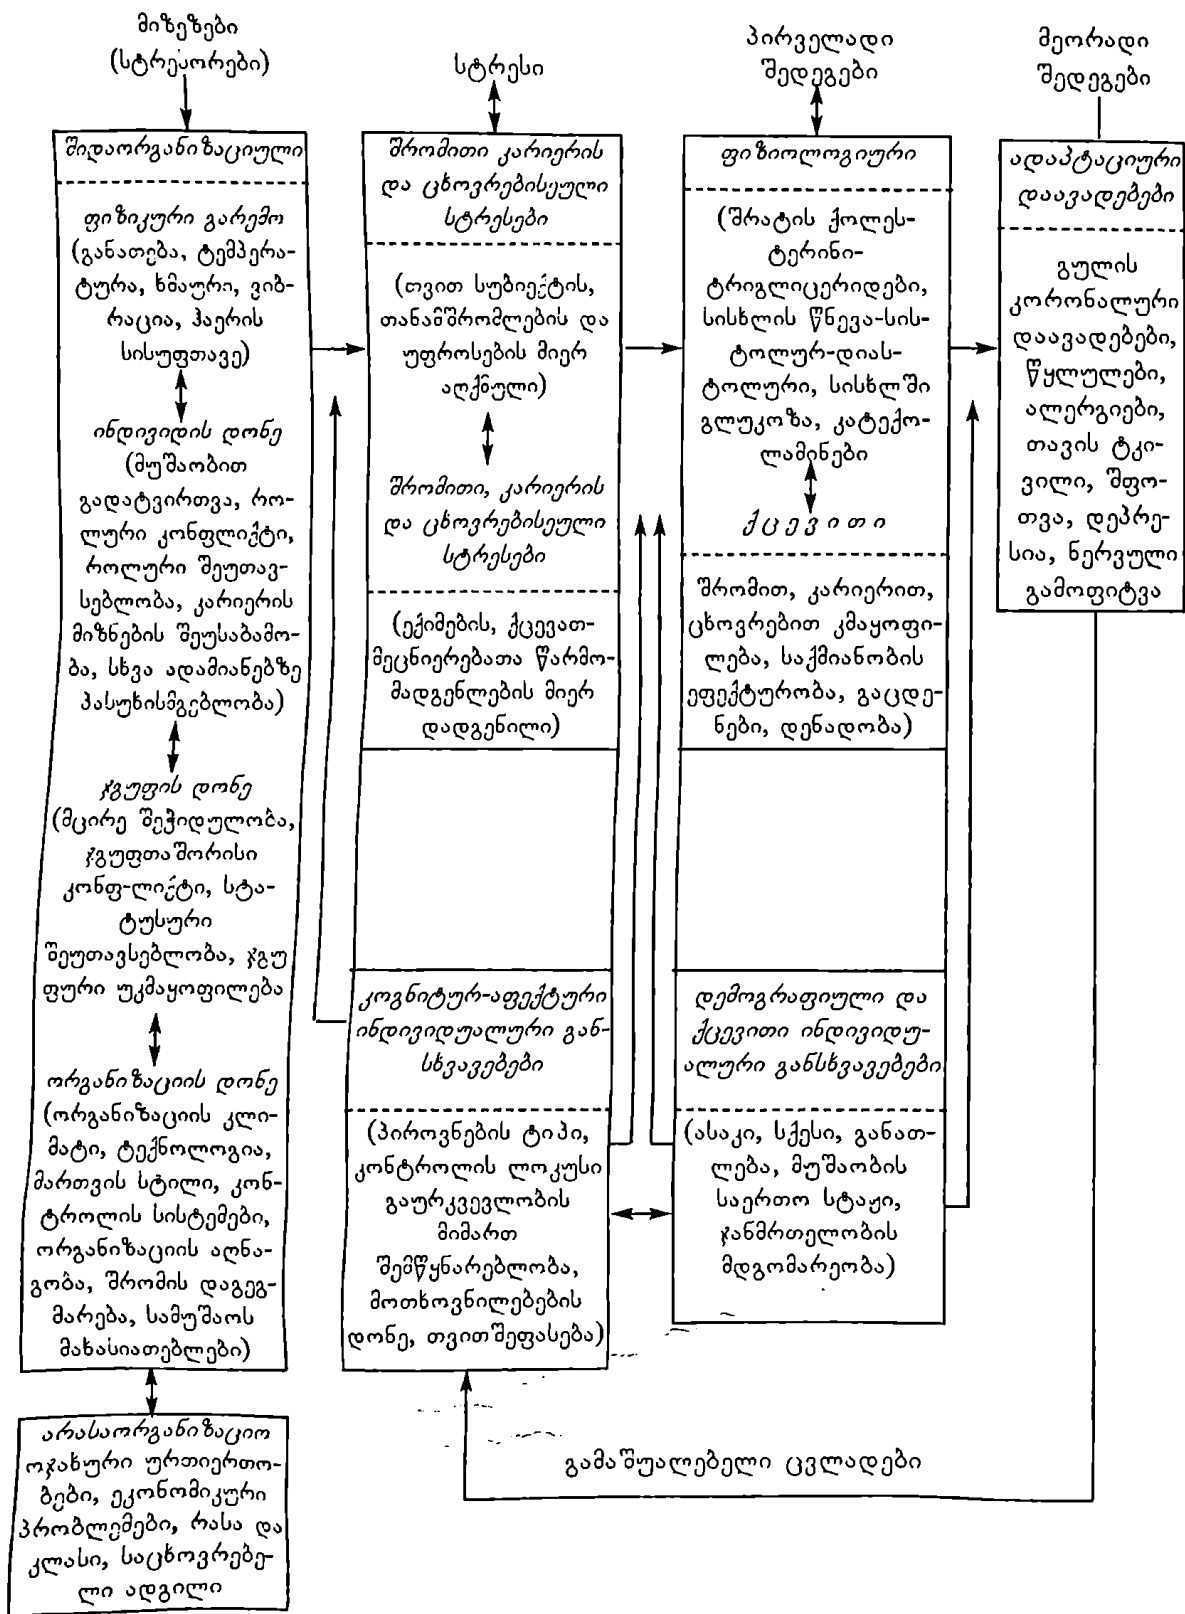 მიზეზები
(სტრესორები)
შიდაორგანიზაციული
ფიზიკური გარემო
(განათება, ტემპერა-
ტურა, ხმაური, ვიბ-
რაცია, ჰაერის
სისუფთავე)
ინდივიდის დონე
(მუშაობით
გადატვირთვა, რო-
ლური კონფლიქტი,
როლური შეუთავ-
სებლობა, კარიერის
მიზნების შეუსაბამო-
ბა, სხვა ადამიანებზე
პასუხისმგებლობა)
ჯგუფის დონე
(მცირე შეჭიდულობა,
ჯგუფთაშორისი
კონფ-ლიქტი, სტა-
ტუსური
შეუთავსებლობა, ჯგუ
ფური უკმაყოფილება
ორგანიზაციის დონე
(ორგანიზაციის კლი-
მატი, ტექნოლოგია,
მართვის სტილი, კონ-
ტროლის სისტემები,
ორგანიზაციის აღნა-
გობა, შრომის დაგეგ-
მარება, სამუშაოს
მახასიათებლები)
არასაორგანიზაციო
ოჯახური ურთიერთო-
ბები, ეკონომიკური
პრობლემები, რასა და
კლასი, საცხოვრებე-
ლი ადგილი
სტრესი
შრომითი კარიერის
და ცხოვრებისეული
სტრესები
(თვით სუბიექტის,
თანამშრომლების და
უფროსების მიერ
აღქმული)
შრომითი, კარიერის
და ცხოვრებისეული
სტრესები
(ექიმების, ქცევათ-
მეცნიერებათა წარმო-
მადგენლების მიერ
დადგენილი)
კოგნიტურ-აფექტური
ინდივიდუალური გან-
სხვავებები
(პიროვნების ტიპი,
კონტროლის ლოკუსი
გაურკვევლობის
მიმართ
შემწყნარებლობა,
მოთხოვნილებების
დონე, თვითშეფასება)
პირველადი
შედეგები
ფიზიოლოგიური
(შრატის ქოლეს-
ტერინი-
ტრიგლიცერიდები,
სისხლის წნევა-სის-
ტოლურ-დიას-
ტოლური, სისხლში
გლუკოზა, კატექო-
ლამინები
ქცევითი
შრომით, კარიერით,
ცხოვრებით კმაყოფი-
ლება, საქმიანობის
ეფექტურობა, გაცდე-
ნები, დენადობა)
დემოგრაფიული და
ქცევითი ინდივიდუ-
ალური განსხვავებები
(ასაკი, სქესი, განათ-
ლება, მუშაობის
საერთო სტაჟი,
ჯანმრთელობის
მდგომარეობა)
მეორადი
შედეგები
ადაპტაციური
დაავადებები
გულის
კორონალური
დაავადებები,
წყლულები,
ალერგიები,
თავის ტკი-
ვილი, შფო-
თვა, დეპრე-
სია, ნერვული
გამოფიტვა
გამაშუალებელი ცვლადები